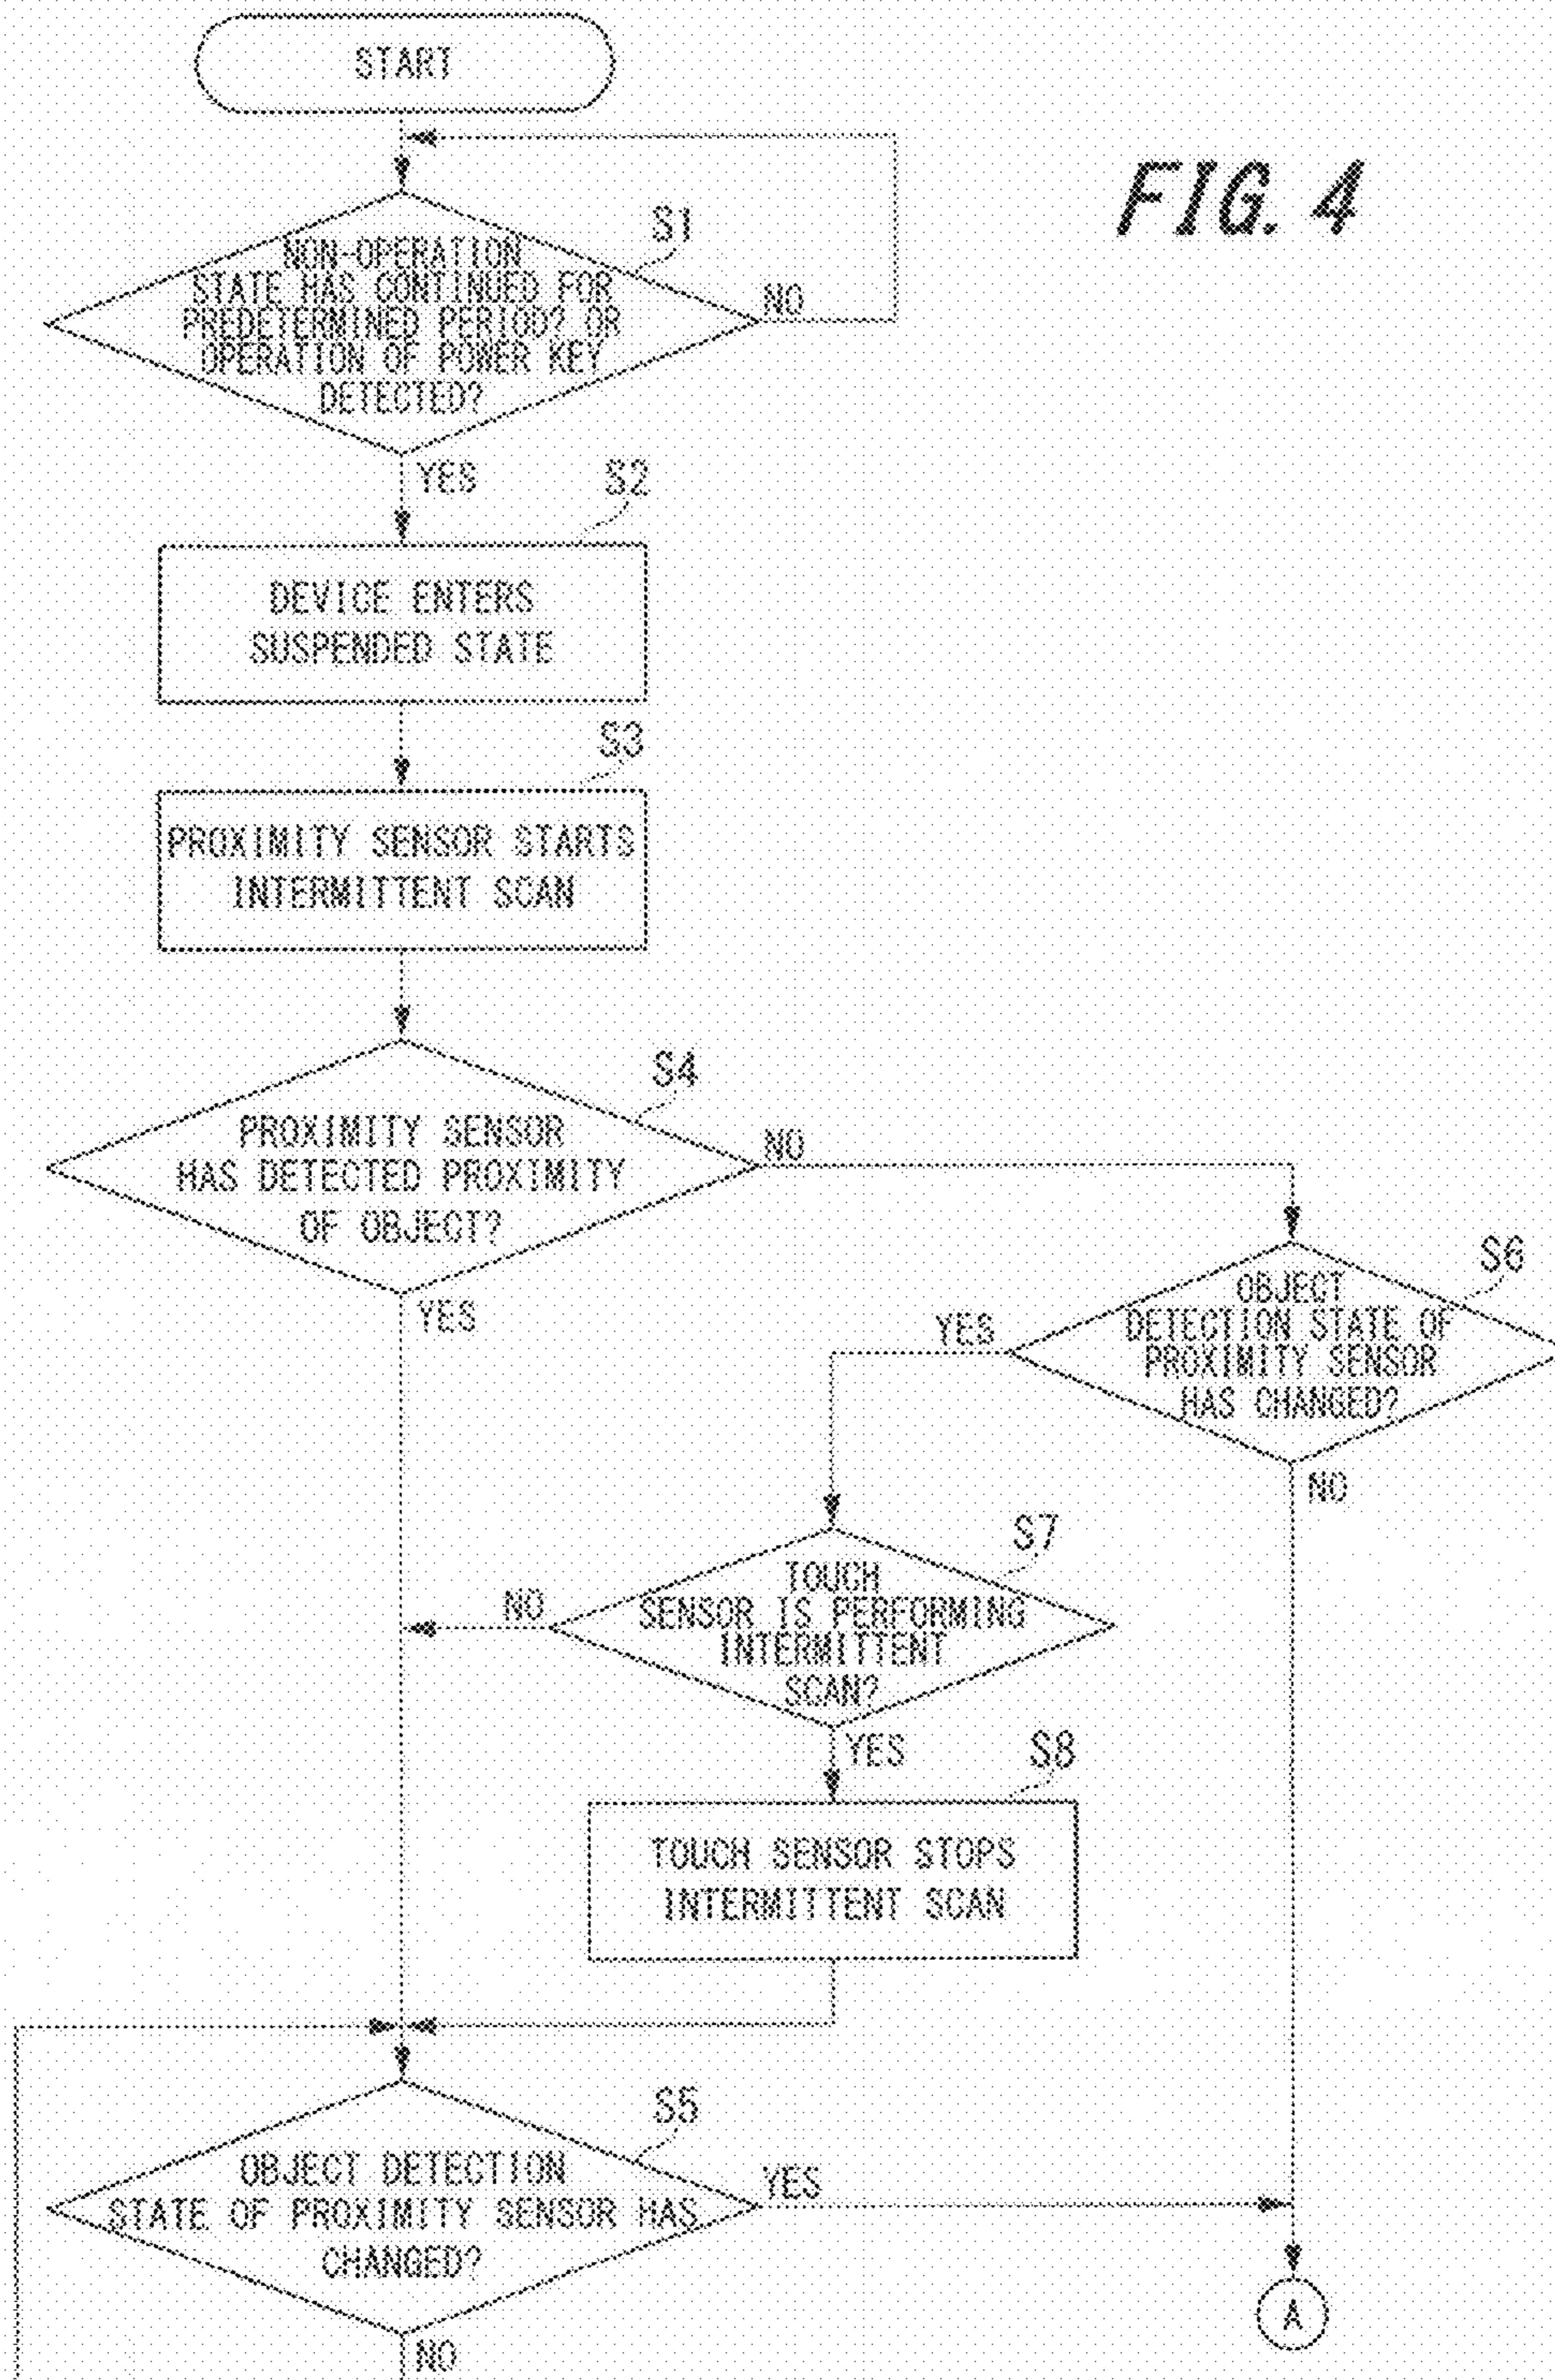 START
FIG. 4
S1
NON-OPERATION
STATE HAS CONTINUED FOR
PREDETERMINED PERIOD? OR
OPERATION OF POWER KEY
DETECTED?
NO
YES
S2
DEVICE ENTERS
SUSPENDED STATE
S3
PROXIMITY SENSOR STARTS
INTERMITTENT SCAN
S4
PROXIMITY SENSOR
HAS DETECTED PROXIMITY
OF OBJECT?
NO
YES
S6
OBJECT
DETECTION STATE OF
PROXIMITY SENSOR
HAS CHANGED?
YES
NO
S7
TOUCH
SENSOR IS PERFORMING
INTERMITTENT
SCAN?
NO
YES
S8
TOUCH SENSOR STOPS
INTERMITTENT SCAN
S5
OBJECT DETECTION
STATE OF PROXIMITY SENSOR HAS
CHANGED?
YES
NO
A